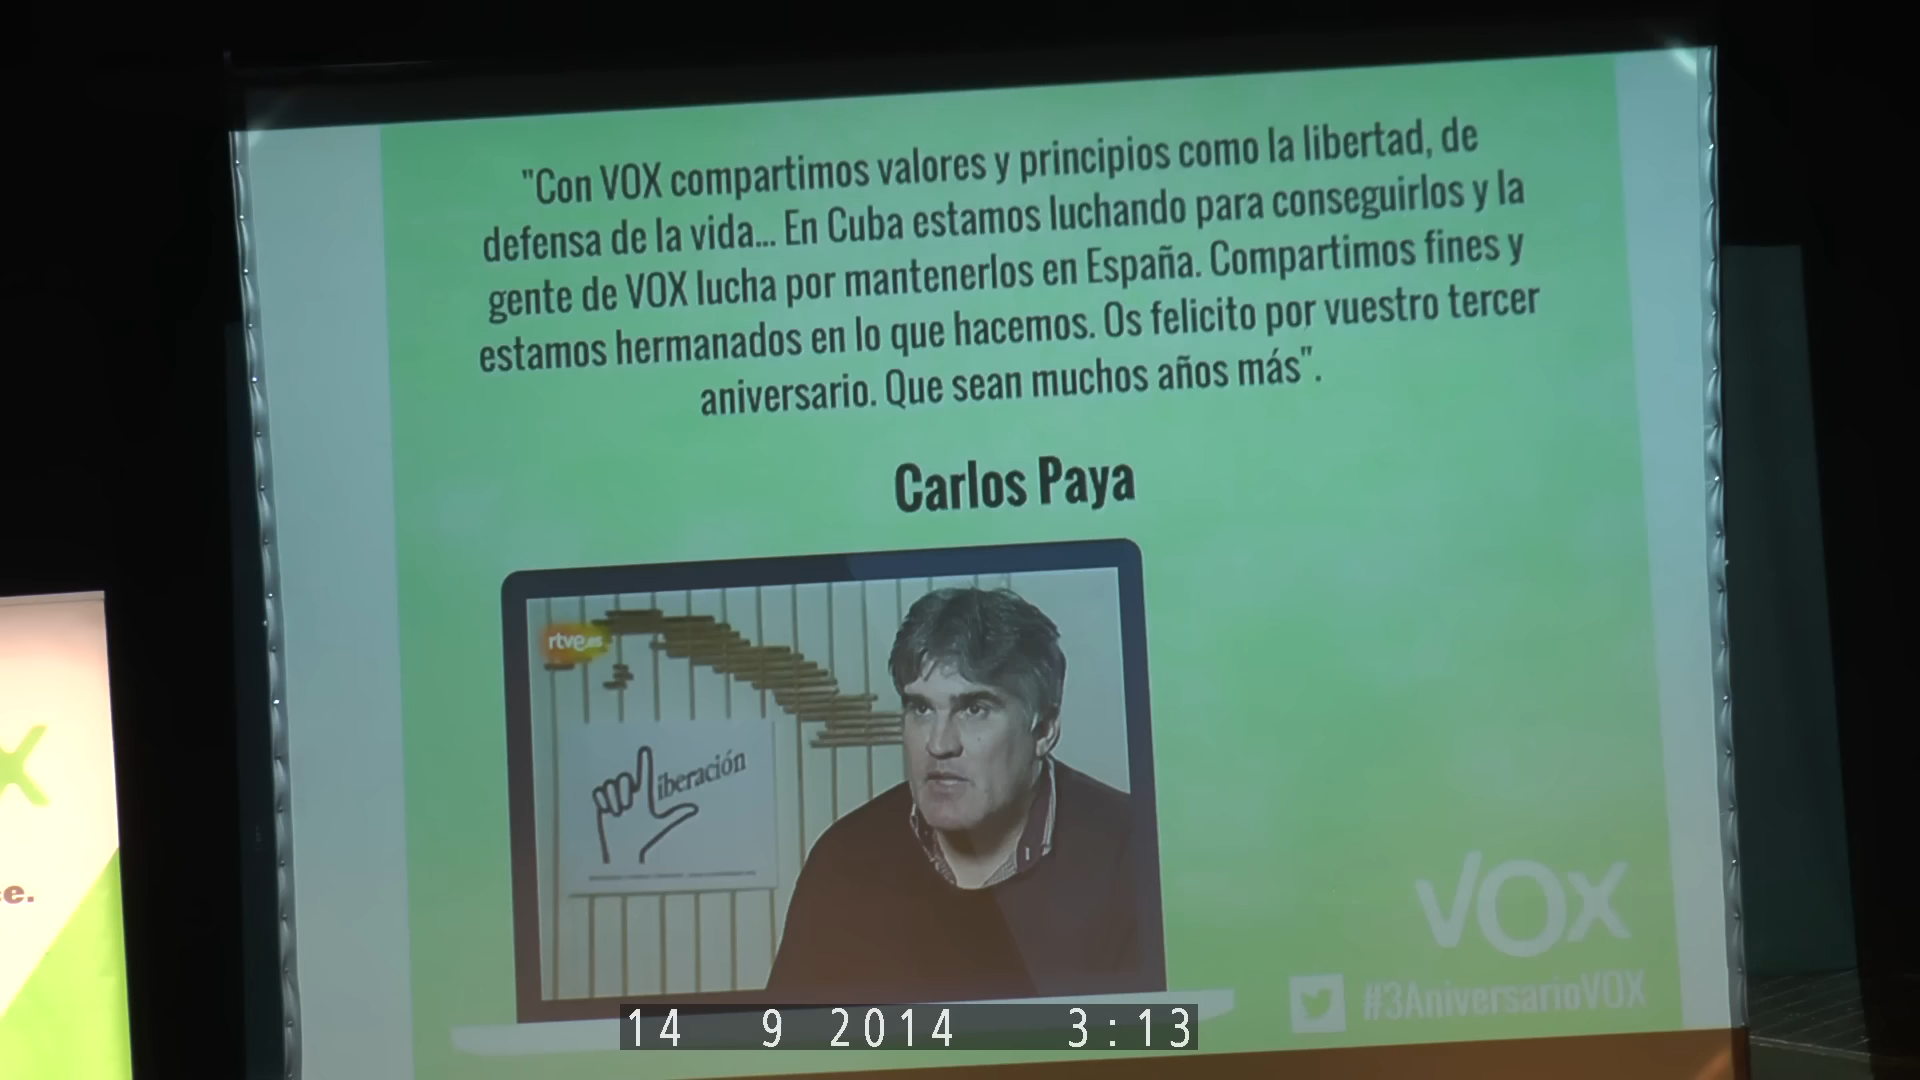 "Con VOX compartimos valores y principios como la libertad, de
defensa de la vida... En Cuba estamos luchando para conseguirlos y la
gente de VOX lucha por mantenerlos en España. Compartimos fines y
estamos hermanados en lo que hacemos. Os felicito por vuestro tercer
aniversario. Que sean muchos años más".
Carlos Paya
rtve.es
Liberación
X
e.
VOX
#3AniversarioVOX
14 9 2014 3:13